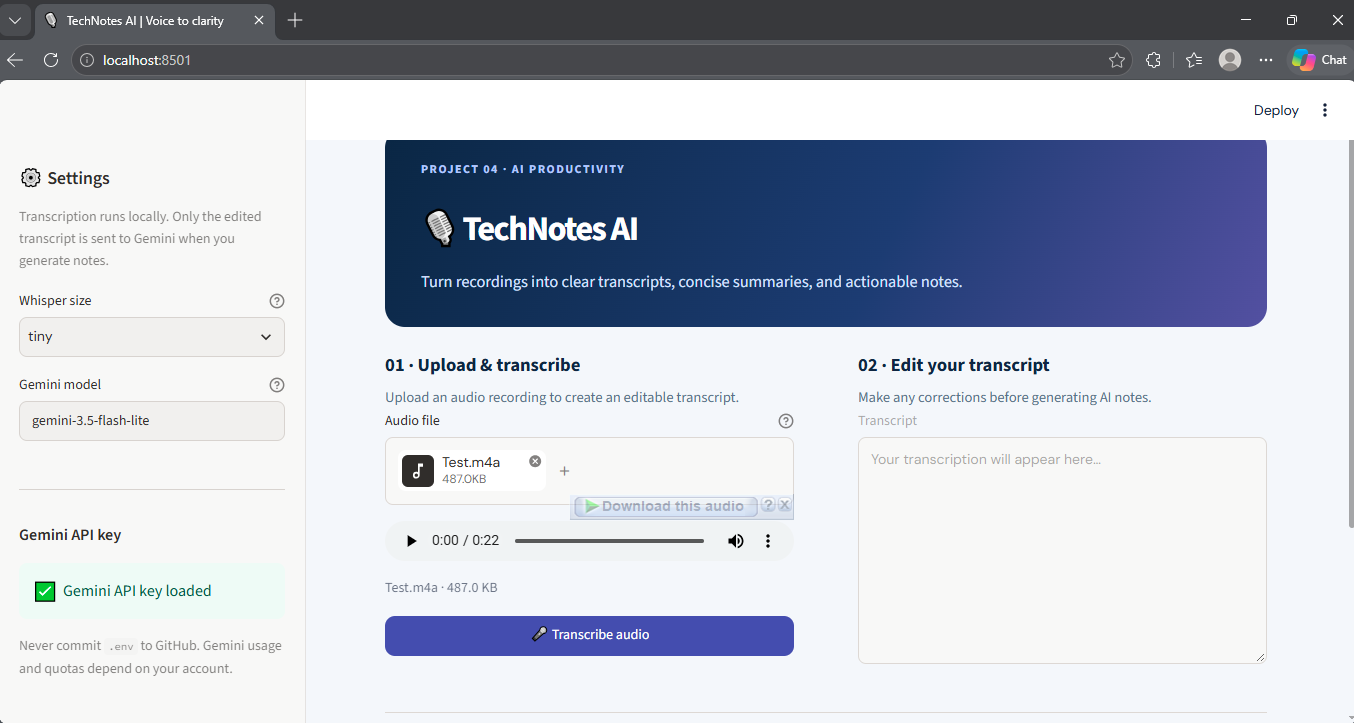 TechNotes AI | Voice to clarity
localhost:8501
Chat
Deploy
Settings
Transcription runs locally. Only the edited
transcript is sent to Gemini when you
generate notes.
Whisper size
tiny
Gemini model
gemini-3.5-flash-lite
Gemini API key
Gemini API key loaded
Never commit .env to GitHub. Gemini usage
and quotas depend on your account.
PROJECT 04 · AI PRODUCTIVITY
TechNotes AI
Turn recordings into clear transcripts, concise summaries, and actionable notes.
01 · Upload & transcribe
Upload an audio recording to create an editable transcript.
Audio file
Test.m4a
487.0KB
Download this audio
0:00 / 0:22
Test.m4a · 487.0 KB
Transcribe audio
02 · Edit your transcript
Make any corrections before generating AI notes.
Transcript
Your transcription will appear here...